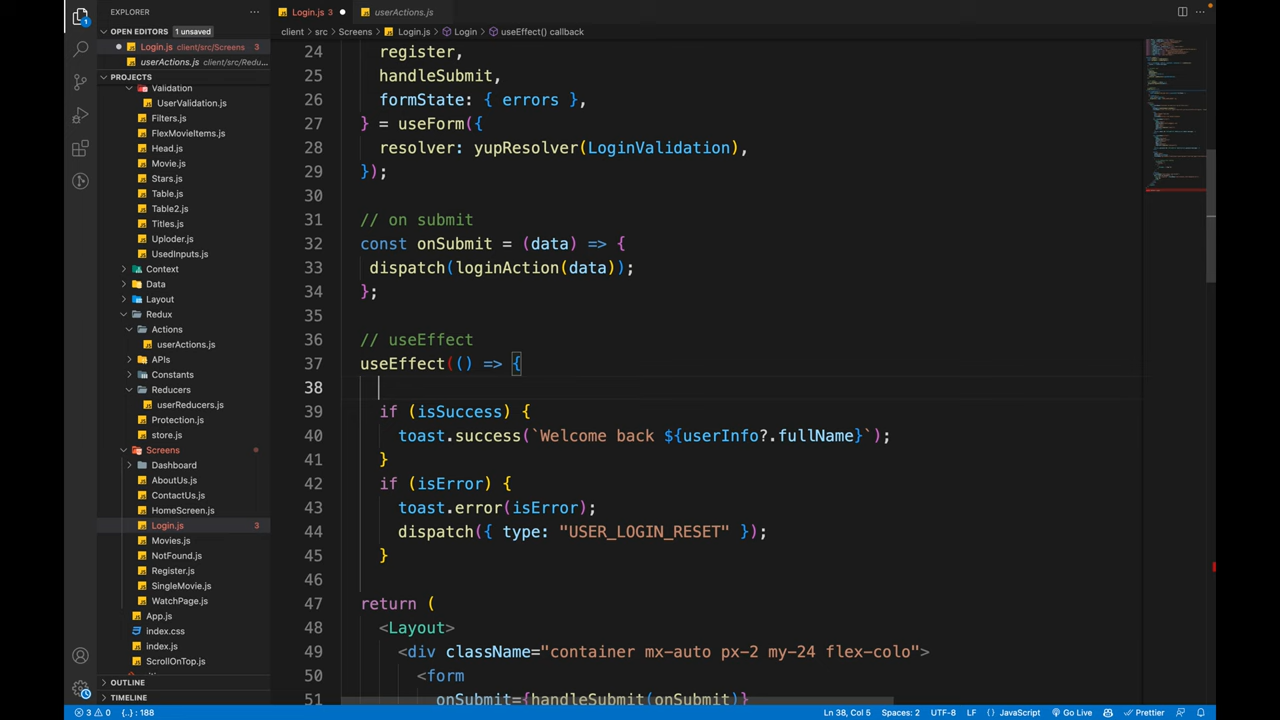 EXPLORER
...
OPEN EDITORS 1 unsaved
Login.js client/src/Screens 3
userActions.js client/src/Redu...
PROJECTS
Validation
UserValidation.js
Filters.js
FlexMovieItems.js
Head.js
Movie.js
Stars.js
Table.js
Table2.js
Titles.js
Uploder.js
UsedInputs.js
Context
Data
Layout
Redux
Actions
userActions.js
APIs
Constants
Reducers
userReducers.js
Protection.js
store.js
Screens
Dashboard
AboutUs.js
ContactUs.js
HomeScreen.js
Login.js 3
Movies.js
NotFound.js
Register.js
SingleMovie.js
WatchPage.js
App.js
index.css
index.js
ScrollOnTop.js
OUTLINE
TIMELINE
Login.js userActions.js
client > src > Screens > Login.js > Login > useEffect() callback
24 register,
25 handleSubmit,
26 formState: { errors },
27 } = useForm({
28 resolver: yupResolver(LoginValidation),
29 });
30
31 // on submit
32 const onSubmit = (data) => {
33 dispatch(loginAction(data));
34 };
35
36 // useEffect
37 useEffect(() => {
38
39 if (isSuccess) {
40 toast.success(`Welcome back ${userInfo?.fullName}`);
41 }
42 if (isError) {
43 toast.error(isError);
44 dispatch({ type: "USER_LOGIN_RESET" });
45 }
46
47 return (
48 <Layout>
49 <div className="container mx-auto px-2 my-24 flex-colo">
50 <form
51 onSubmit={handleSubmit(onSubmit)}
3 0 {..}: 188
Ln 38, Col 5 Spaces: 2 UTF-8 LF {} JavaScript Go Live Prettier